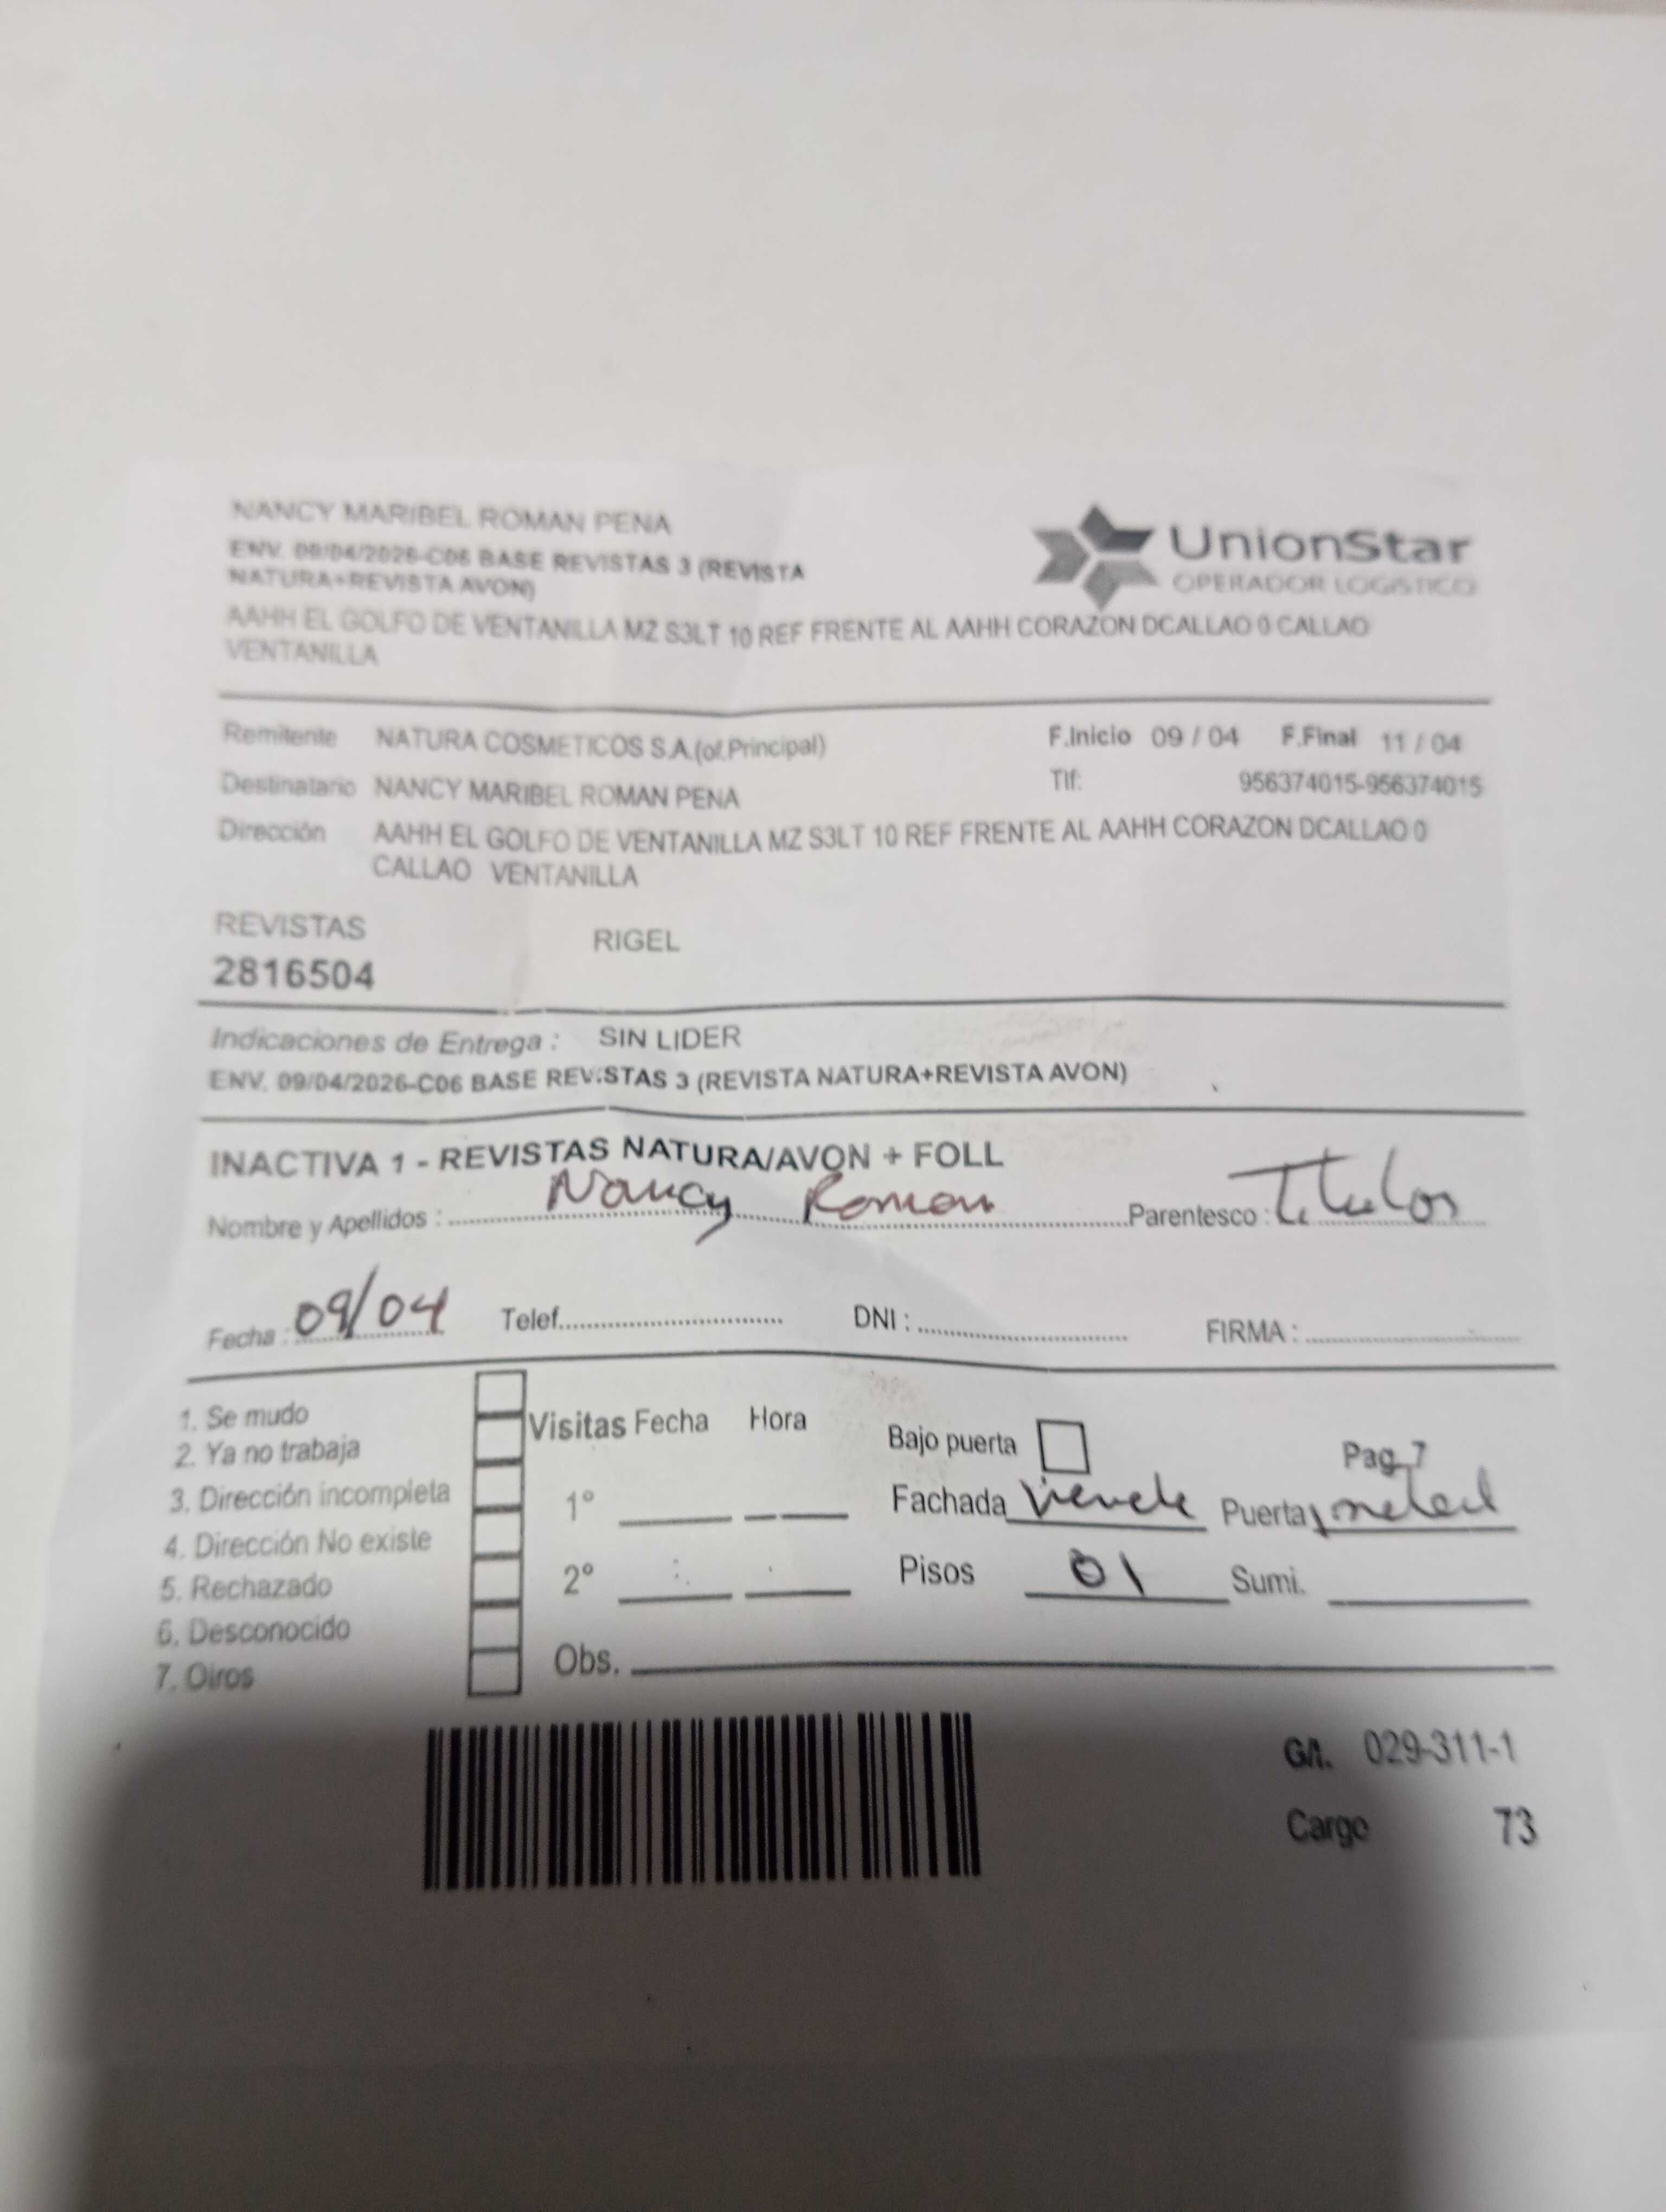 NANCY MARIBEL ROMAN PENA
ENV. 09/04/2026-C06 BASE REVISTAS 3 (REVISTA
NATURA+REVISTA AVON)
UnionStar
OPERADOR LOGISTICO
AAHH EL GOLFO DE VENTANILLA MZ S3LT 10 REF FRENTE AL AAHH CORAZON DCALLAO 0 CALLAO
VENTANILLA
Remitente NATURA COSMETICOS S.A.(of.Principal) F.Inicio 09 / 04 F.Final 11 / 04
Destinatario NANCY MARIBEL ROMAN PENA Tlf: 956374015-956374015
Dirección AAHH EL GOLFO DE VENTANILLA MZ S3LT 10 REF FRENTE AL AAHH CORAZON DCALLAO 0
CALLAO VENTANILLA
REVISTAS RIGEL
2816504
Indicaciones de Entrega : SIN LIDER
ENV. 09/04/2026-C06 BASE REVISTAS 3 (REVISTA NATURA+REVISTA AVON)
INACTIVA 1 - REVISTAS NATURA/AVON + FOLL
Nombre y Apellidos : Nancy Roman Parentesco : Titular
Fecha : 09/04 Telef. DNI : FIRMA :
1. Se mudo
2. Ya no trabaja
3. Dirección incompleta
4. Dirección No existe
5. Rechazado
6. Desconocido
7. Otros
Visitas Fecha Hora
1°
2°
Obs.
Bajo puerta Pag. 7
Fachada Verde Puerta metal
Pisos 01 Sumi.
G/I. 029-311-1
Cargo 73